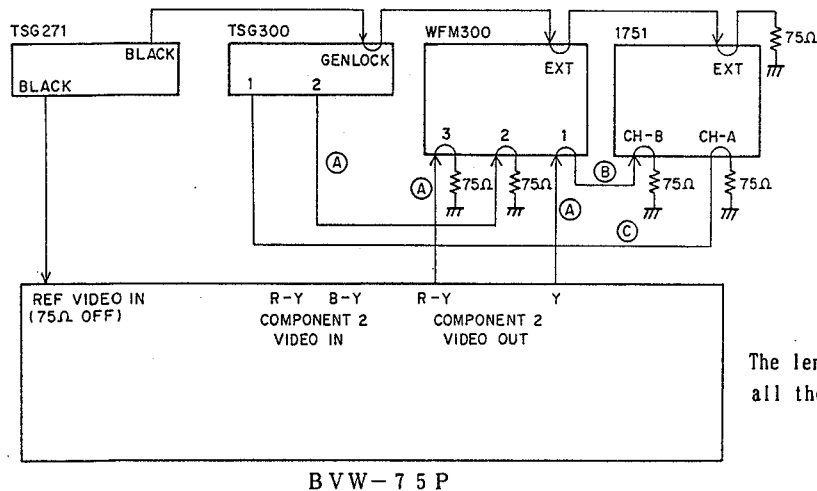 TSG271
BLACK
BLACK
TSG300
GENLOCK
1 2
WFM300
EXT
3 2 1
75Ω 75Ω
1751
EXT
CH-B CH-A
75Ω 75Ω
75Ω
A
A
A
B
C
REF VIDEO IN
(75Ω OFF)
R-Y B-Y
COMPONENT 2
VIDEO IN
R-Y Y
COMPONENT 2
VIDEO OUT
The ler
all the
BVW-75P